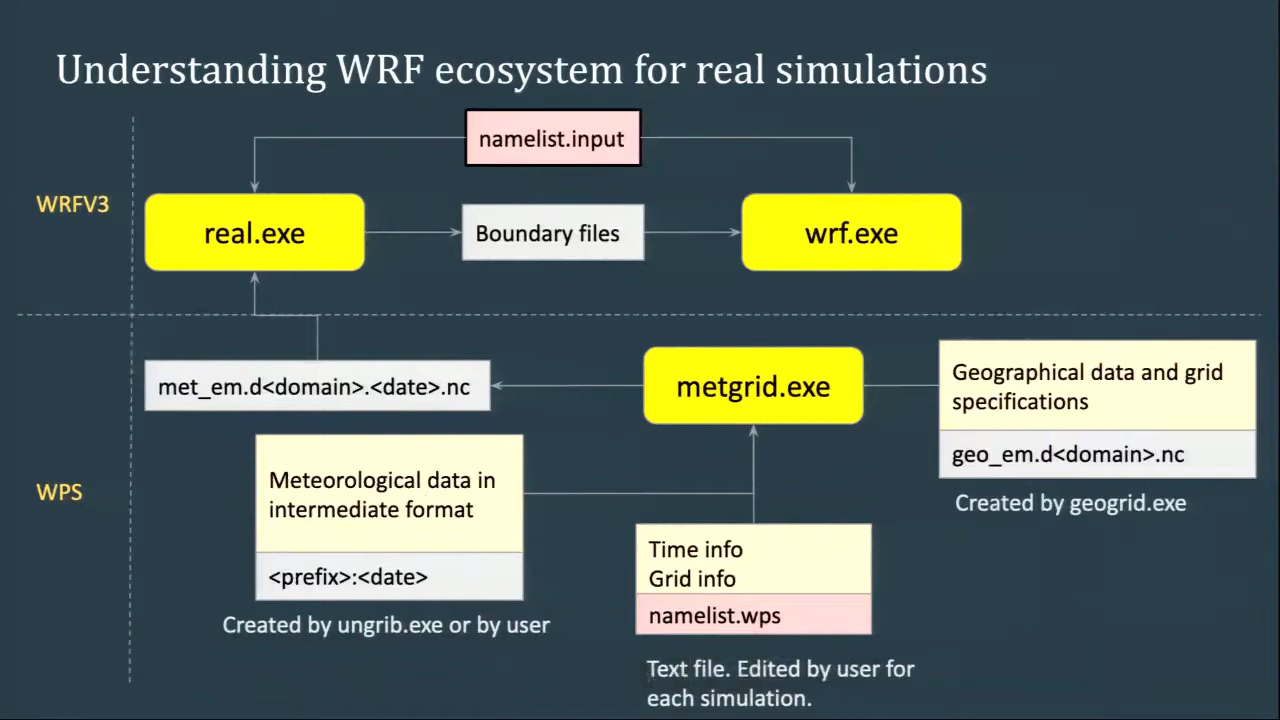 Understanding WRF ecosystem for real simulations
namelist.input
WRFV3
real.exe
Boundary files
wrf.exe
met_em.d<domain>.<date>.nc
metgrid.exe
Geographical data and grid
specifications
geo_em.d<domain>.nc
Created by geogrid.exe
WPS
Meteorological data in
intermediate format
<prefix>:<date>
Created by ungrib.exe or by user
Time info
Grid info
namelist.wps
Text file. Edited by user for
each simulation.